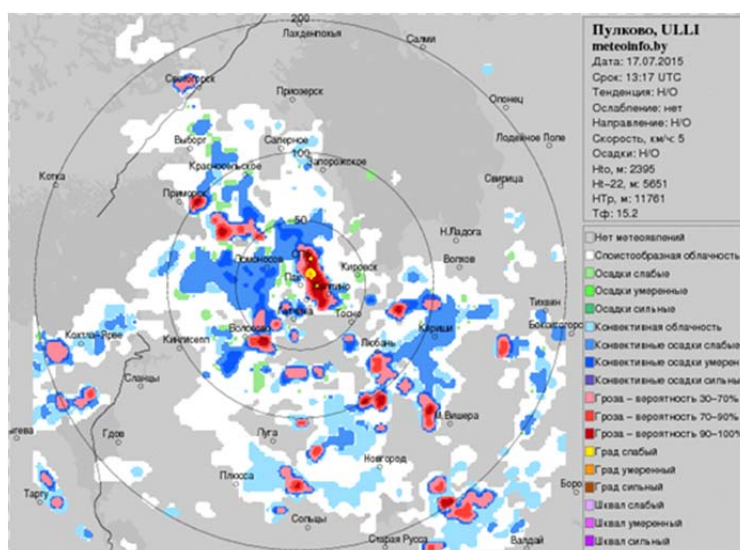 Пулково, ULLI
meteoinfo.by
Дата: 17.07.2015
Срок: 13:17 UTC
Тенденция: Н/О
Ослабление: нет
Направление: Н/О
Скорость, км/ч: 5
Осадки: Н/О
Hto, м: 2395
Ht-22, м: 5651
HTp, м: 11761
Тф: 15.2
Нет метеоявлений
Слоистообразная облачность
Осадки слабые
Осадки умеренные
Осадки сильные
Конвективная облачность
Конвективные осадки слабые
Конвективные осадки умерен
Конвективные осадки сильны
Гроза – вероятность 30–70%
Гроза – вероятность 70–90%
Гроза – вероятность 90–100%
Град слабый
Град умеренный
Град сильный
Шквал слабый
Шквал умеренный
Шквал сильный
200
Лахденпохья
Салми
Светогорск
Приозерск
Олонец
Выборг
Саперное
100
Лодейное Поле
Красносельское
Запорожское
Котка
Приморск
Свирица
50
Н.Ладога
Ломоносов
Кировск
Волхов
Гатчина
Тосно
Тихвин
Волосово
Кохтла-Ярве
Кингисепп
Любань
Кириши
Сланцы
М.Вишера
Гдов
Луга
Новгород
Плюсса
Тарту
Сольцы
Старая Русса
Валдай
Боро